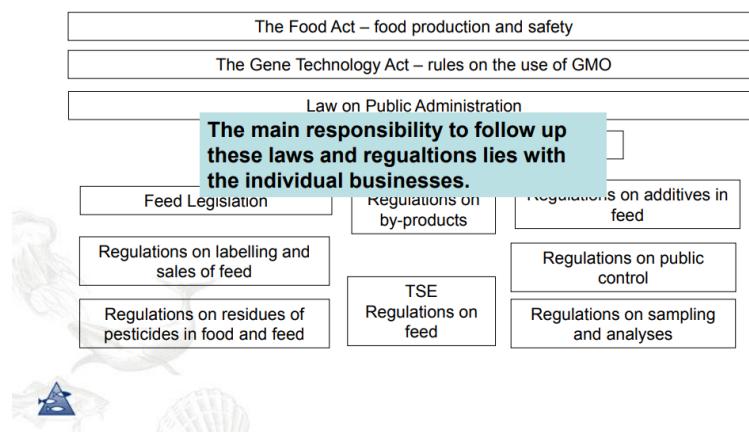 The Food Act – food production and safety
The Gene Technology Act – rules on the use of GMO
Law on Public Administration
The main responsibility to follow up
these laws and regualtions lies with
the individual businesses.
Feed Legislation
Regulations on
by-products
Regulations on additives in
feed
Regulations on labelling and
sales of feed
TSE
Regulations on
feed
Regulations on public
control
Regulations on residues of
pesticides in food and feed
Regulations on sampling
and analyses